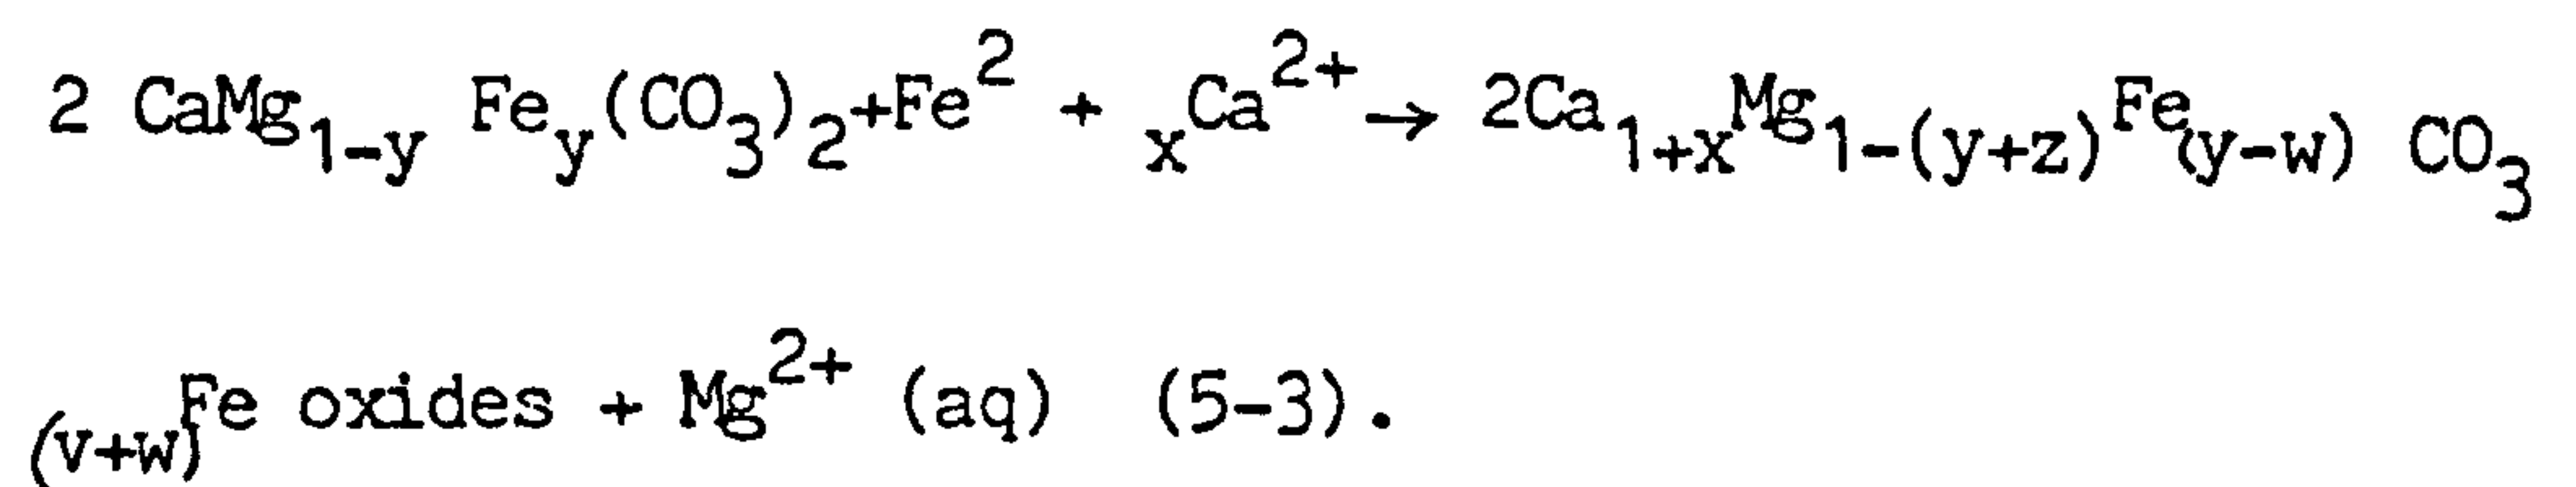 2 CaMg₁₋y Fey(CO₃)₂+Fe² + xCa²⁺→ 2Ca₁₊ₓMg₁₋(y+z)Fe(y-w) CO₃
(v+w)Fe oxides + Mg²⁺ (aq) (5-3).